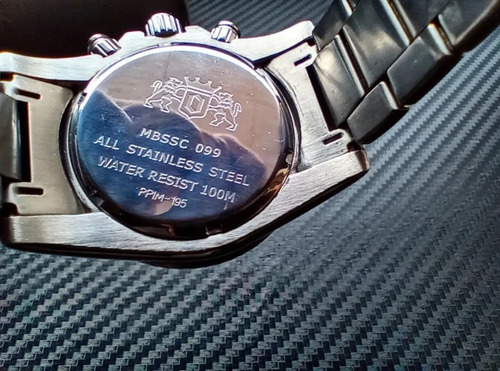 MBSSC 099
ALL STAINLESS STEEL
WATER RESIST 100M
PPIM-195